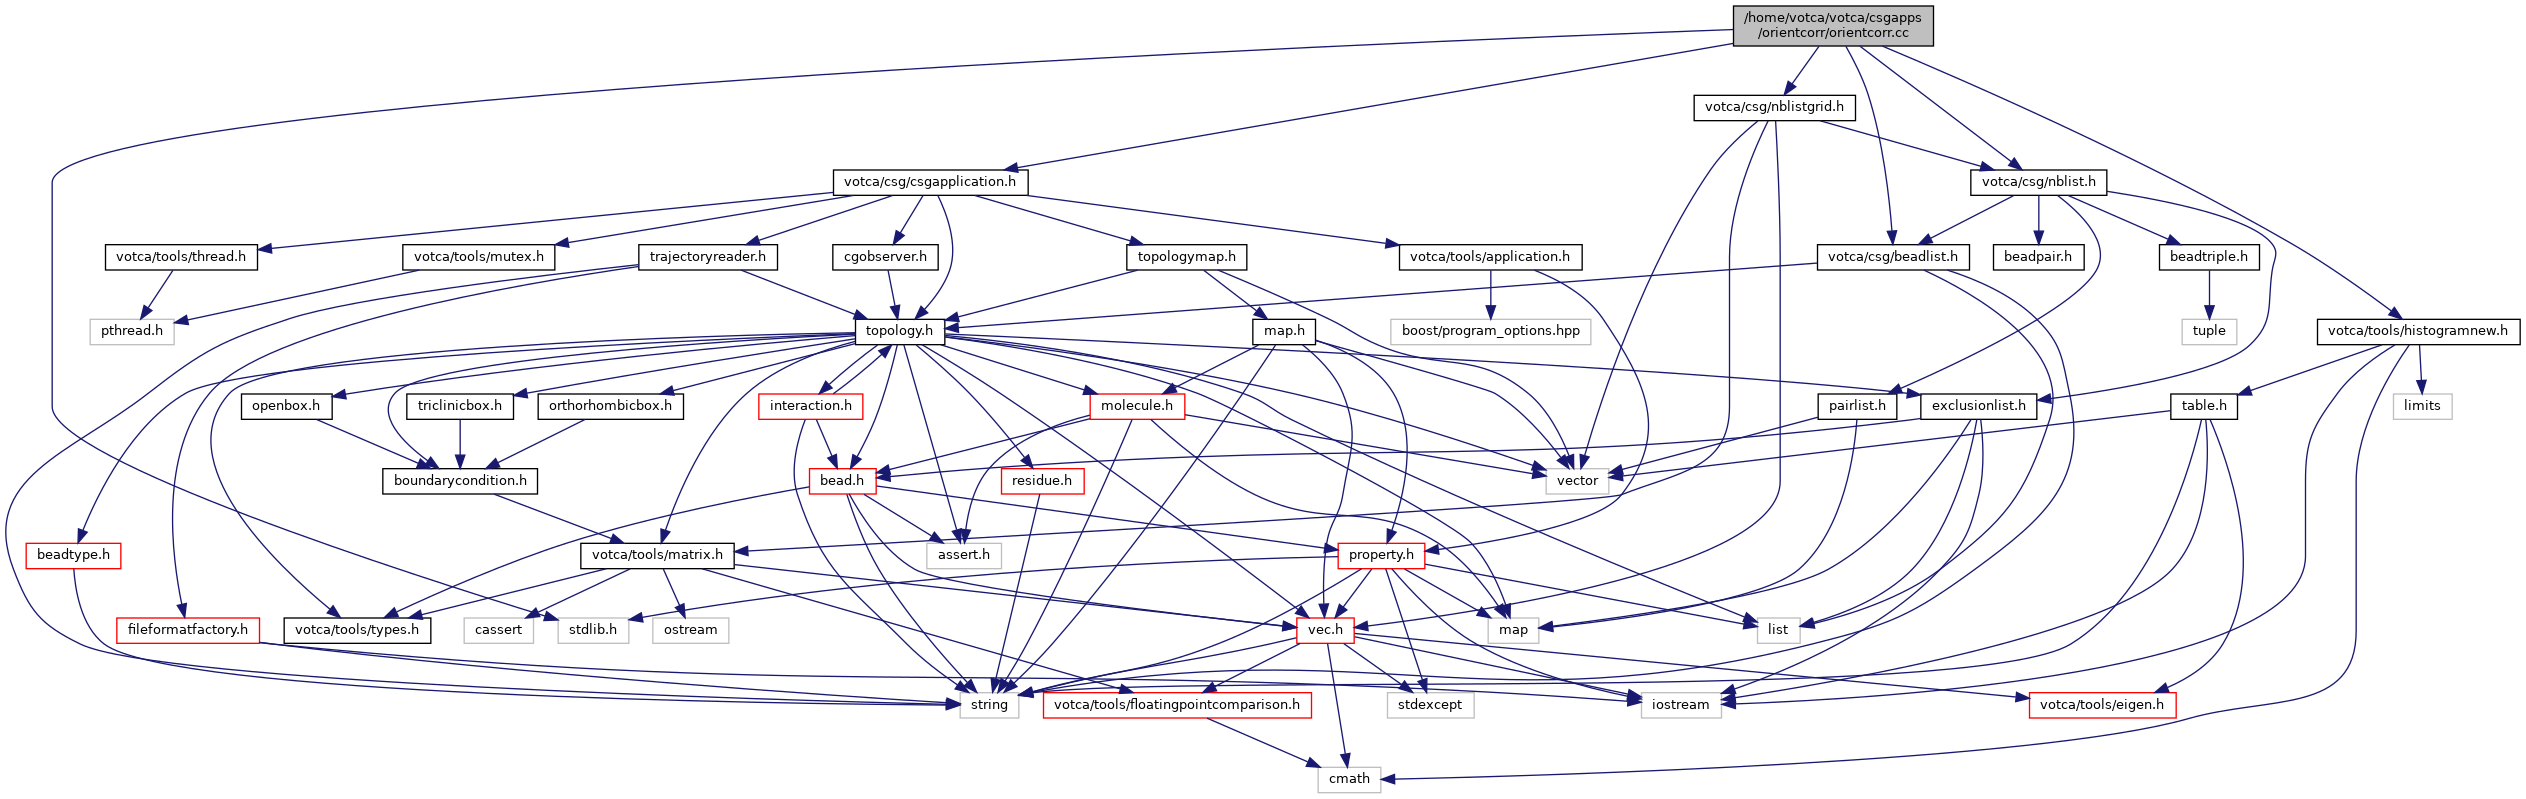 /home/votca/votca/csgapps
/orientcorr/orientcorr.cc
votca/csg/nblistgrid.h
votca/csg/csgapplication.h
votca/csg/nblist.h
votca/tools/thread.h
votca/tools/mutex.h
trajectoryreader.h
cgobserver.h
topologymap.h
votca/tools/application.h
votca/csg/beadlist.h
beadpair.h
beadtriple.h
pthread.h
topology.h
map.h
boost/program_options.hpp
tuple
votca/tools/histogramnew.h
openbox.h
triclinicbox.h
orthorhombicbox.h
interaction.h
molecule.h
pairlist.h
exclusionlist.h
table.h
limits
boundarycondition.h
bead.h
residue.h
vector
beadtype.h
votca/tools/matrix.h
assert.h
property.h
fileformatfactory.h
votca/tools/types.h
cassert
stdlib.h
ostream
vec.h
map
list
string
votca/tools/floatingpointcomparison.h
stdexcept
iostream
votca/tools/eigen.h
cmath